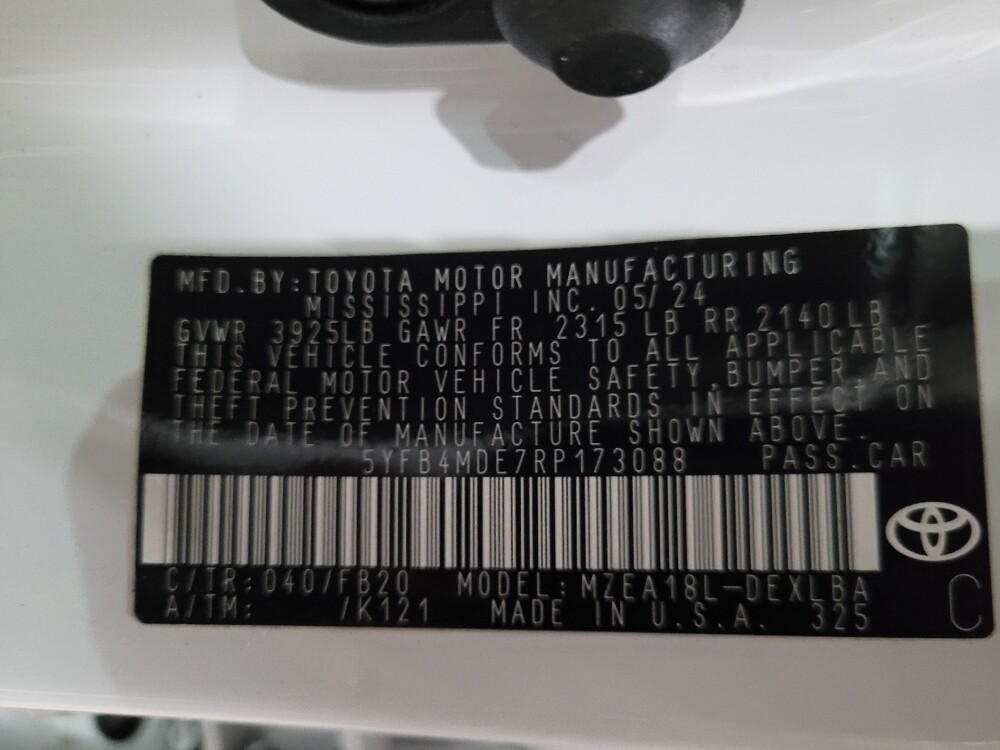 MFD.BY:TOYOTA MOTOR MANUFACTURING
MISSISSIPPI INC. 05/24
GVWR 3925LB GAWR FR 2315 LB RR 2140 LB
THIS VEHICLE CONFORMS TO ALL APPLICABLE
FEDERAL MOTOR VEHICLE SAFETY,BUMPER,AND
THEFT PREVENTION STANDARDS IN EFFECT ON
THE DATE OF MANUFACTURE SHOWN ABOVE.
5YFB4MDE7RP173088 PASS.CAR
C/TR:040/FB20 MODEL:MZEA18L-DEXLBA
A/TM: /K121 MADE IN U.S.A. 325
C